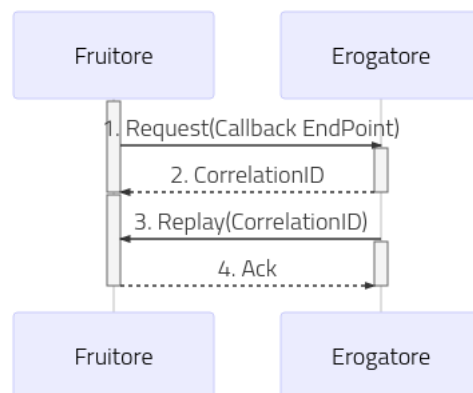 Fruitore
Erogatore
1. Request(Callback EndPoint)
2. CorrelationID
3. Replay(CorrelationID)
4. Ack
Fruitore
Erogatore